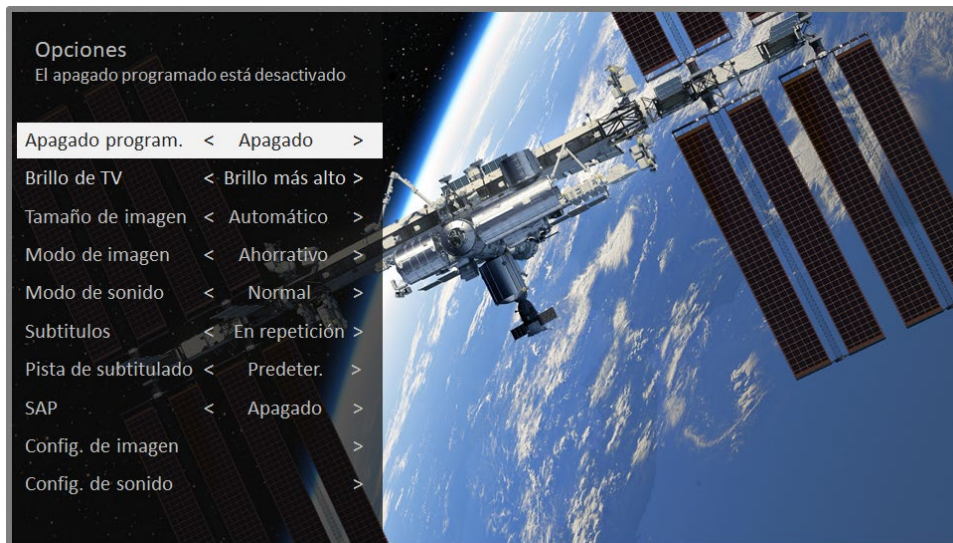 Opciones
El apagado programado está desactivado
Apagado program. < Apagado >
Brillo de TV < Brillo más alto >
Tamaño de imagen < Automático >
Modo de imagen < Ahorrativo >
Modo de sonido < Normal >
Subtitulos < En repetición >
Pista de subtitulado < Predeter. >
SAP < Apagado >
Config. de imagen >
Config. de sonido >